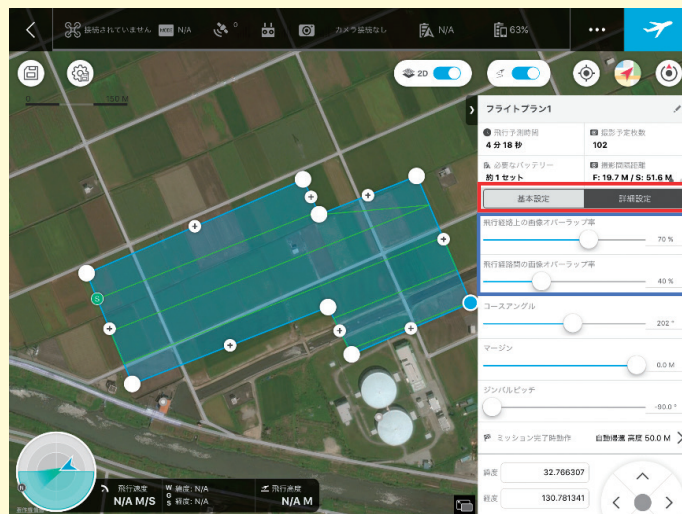 接続されていません MODE N/A 0 カメラ接続なし N/A 63%
2D
0 150 M
フライトプラン1
飛行予測時間 撮影予定枚数
4 分 18 秒 102
必要なバッテリー 撮影間隔距離
約 1 セット F: 19.7 M / S: 51.6 M
基本設定 詳細設定
飛行経路上の画像オーバーラップ率
70 %
飛行経路間の画像オーバーラップ率
40 %
コースアングル
202 °
マージン
0.0 M
ジンバルピッチ
-90.0 °
ミッション完了時動作 自動帰還 高度 50.0 M
緯度 32.766307
経度 130.781341
S
N
飛行速度
N/A M/S
WGS
緯度: N/A
経度: N/A
飛行高度
N/A M